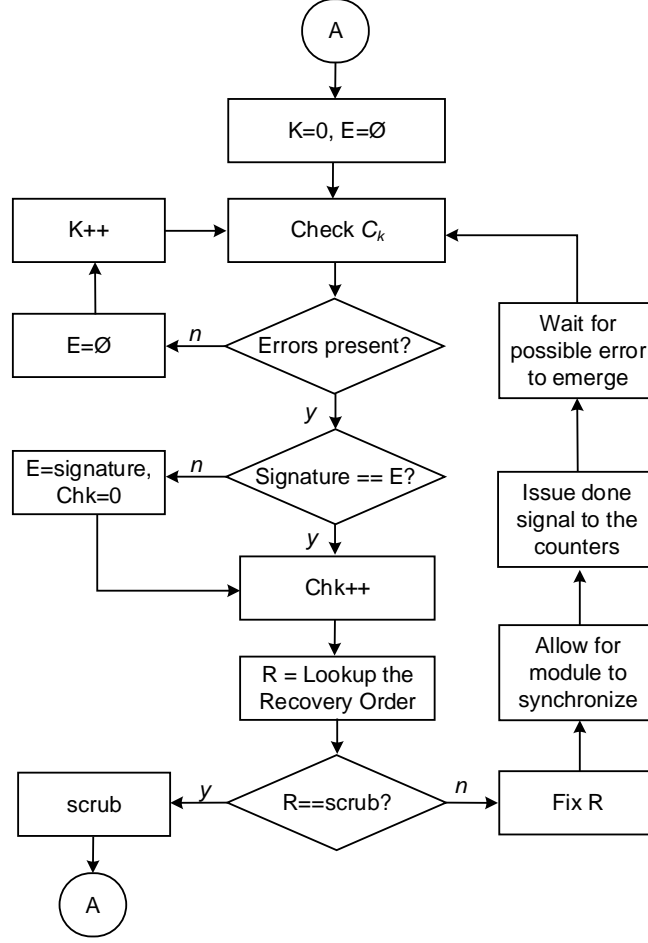 A
K=0, E=Ø
K++
Check Cₖ
E=Ø
n
Errors present?
Wait for
possible error
to emerge
y
E=signature,
Chk=0
n
Signature == E?
Issue done
signal to the
counters
y
Chk++
R = Lookup the
Recovery Order
Allow for
module to
synchronize
scrub
y
R==scrub?
n
Fix R
A